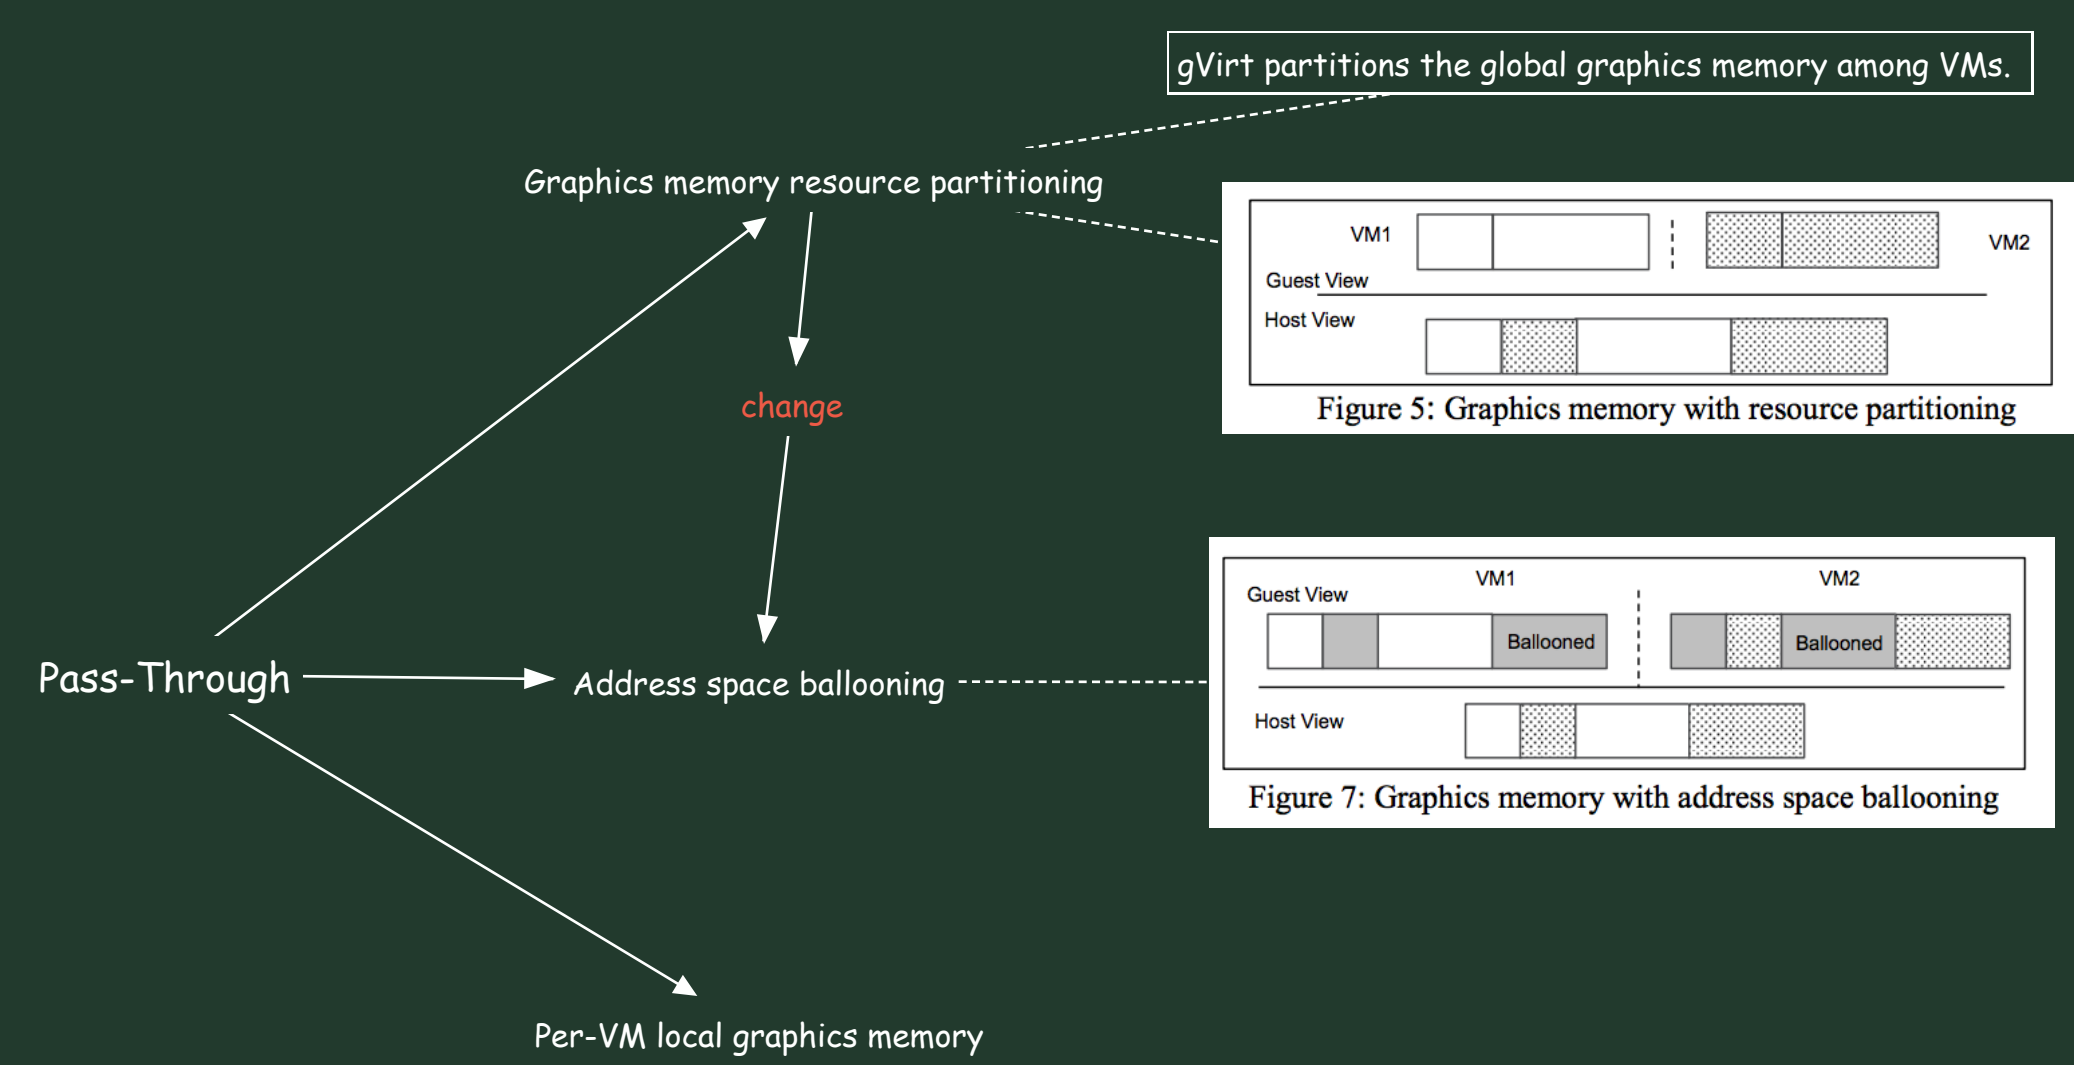 gVirt partitions the global graphics memory among VMs.
Graphics memory resource partitioning
VM1
VM2
Guest View
Host View
Figure 5: Graphics memory with resource partitioning
change
VM1
VM2
Guest View
Ballooned
Ballooned
Host View
Figure 7: Graphics memory with address space ballooning
Pass-Through
Address space ballooning
Per-VM local graphics memory